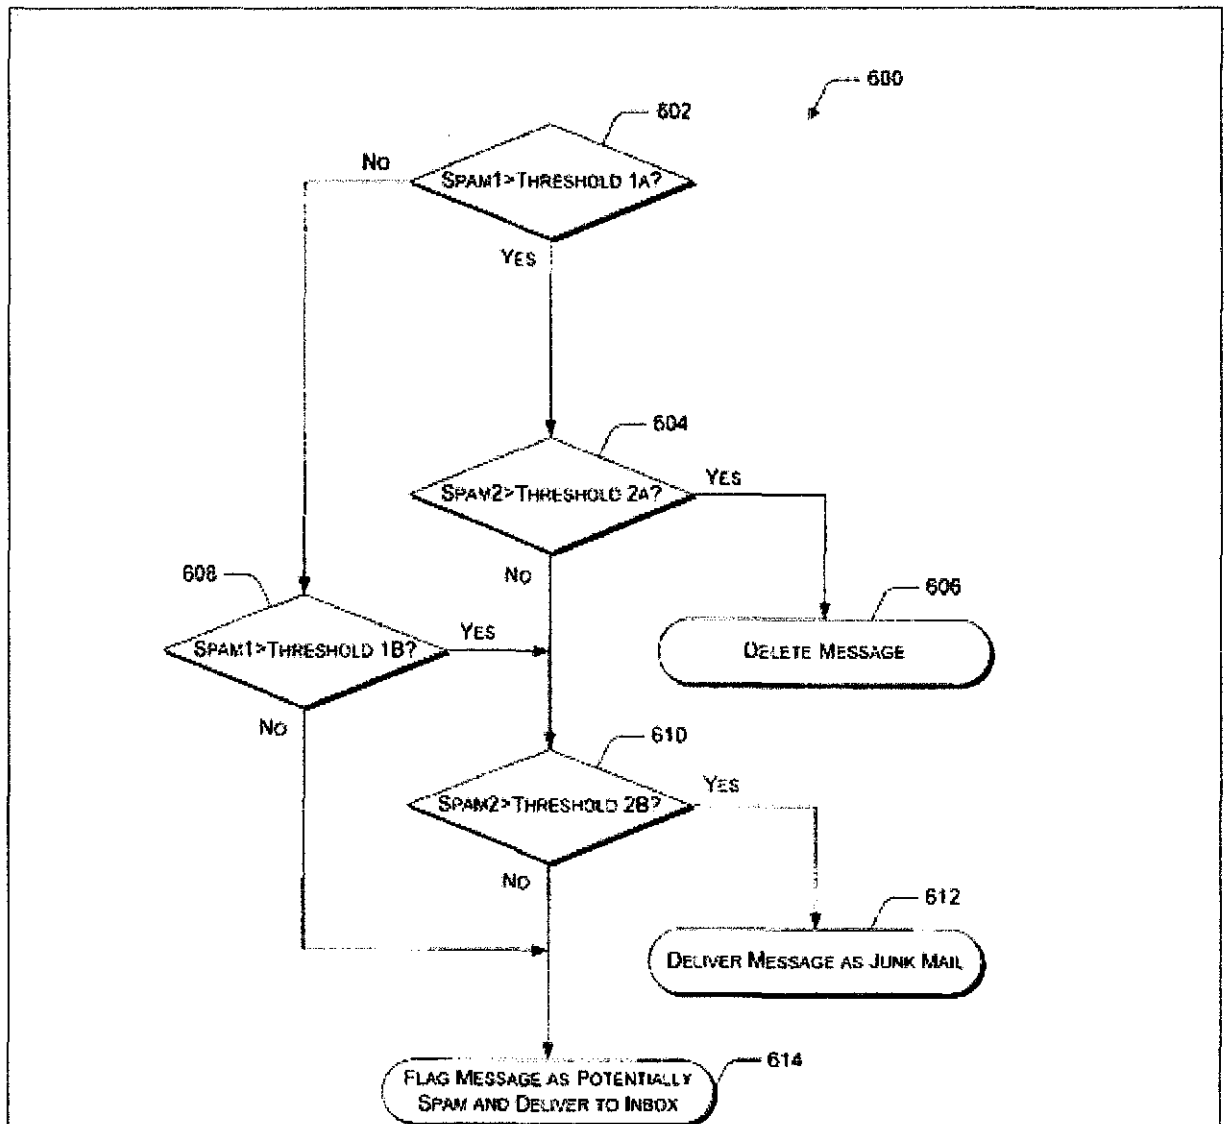 600
602
No
Spam1>Threshold 1A?
Yes
604
Spam2>Threshold 2A?
Yes
No
608
606
Spam1>Threshold 1B?
Yes
Delete Message
No
610
Spam2>Threshold 2B?
Yes
No
612
Deliver Message as Junk Mail
614
Flag Message as Potentially
Spam and Deliver to Inbox